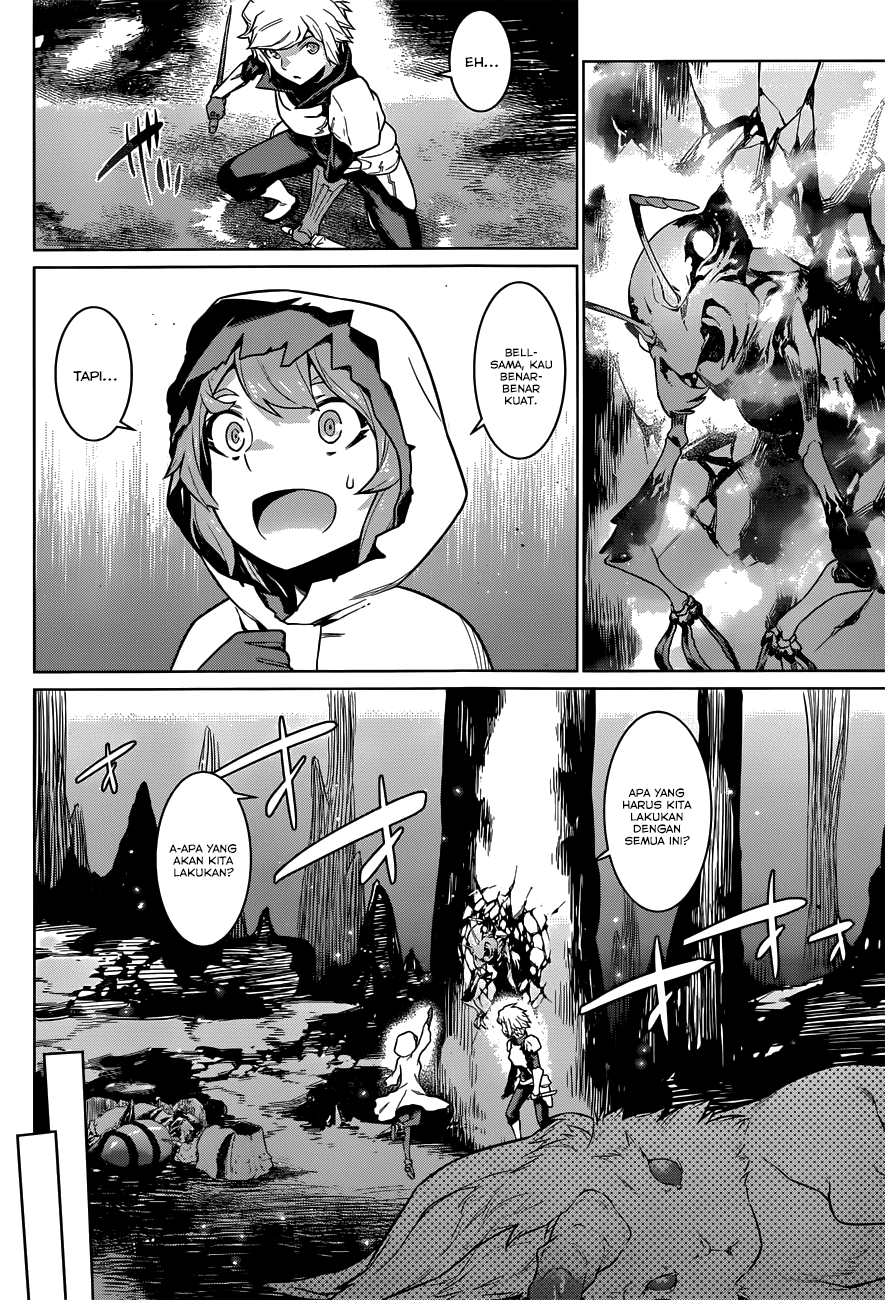 EH...
BELL-
SAMA, KAU
BENAR-
BENAR
KUAT.
TAPI...
APA YANG
HARUS KITA
LAKUKAN
DENGAN
SEMUA INI?
A-APA YANG
AKAN KITA
LAKUKAN?